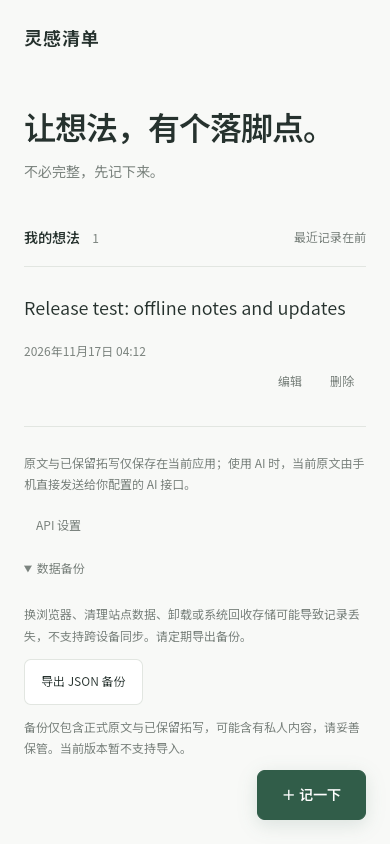 灵感清单
让想法，有个落脚点。
不必完整，先记下来。
我的想法 1 最近记录在前
Release test: offline notes and updates
2026年11月17日 04:12
编辑 删除
原文与已保留拓写仅保存在当前应用；使用 AI 时，当前原文由手
机直接发送给你配置的 AI 接口。
API 设置
▼ 数据备份
换浏览器、清理站点数据、卸载或系统回收存储可能导致记录丢
失，不支持跨设备同步。请定期导出备份。
导出 JSON 备份
备份仅包含正式原文与已保留拓写，可能含有私人内容，请妥善
保管。当前版本暂不支持导入。
＋ 记一下